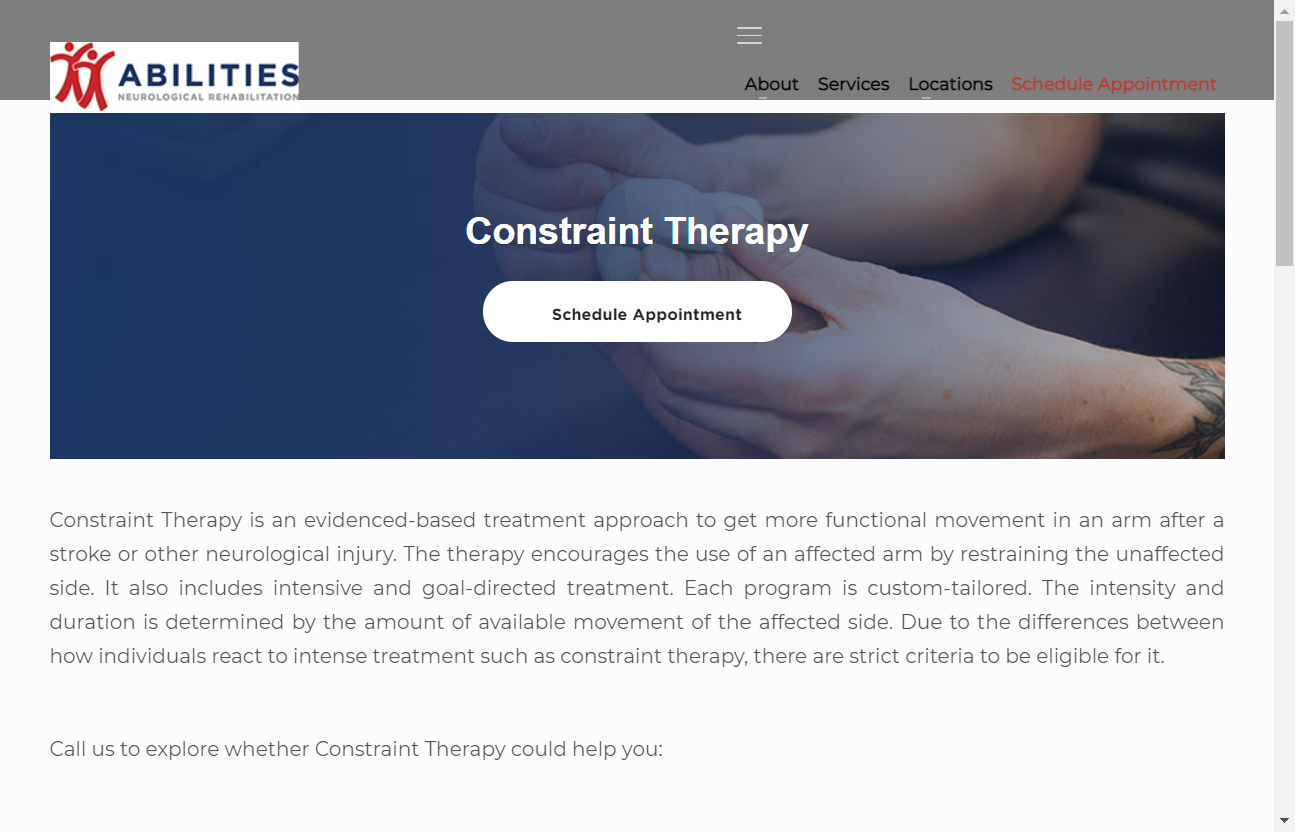 ABILITIES
NEUROLOGICAL REHABILITATION
About Services Locations Schedule Appointment
Constraint Therapy
Schedule Appointment
Constraint Therapy is an evidenced-based treatment approach to get more functional movement in an arm after a
stroke or other neurological injury. The therapy encourages the use of an affected arm by restraining the unaffected
side. It also includes intensive and goal-directed treatment. Each program is custom-tailored. The intensity and
duration is determined by the amount of available movement of the affected side. Due to the differences between
how individuals react to intense treatment such as constraint therapy, there are strict criteria to be eligible for it.
Call us to explore whether Constraint Therapy could help you: